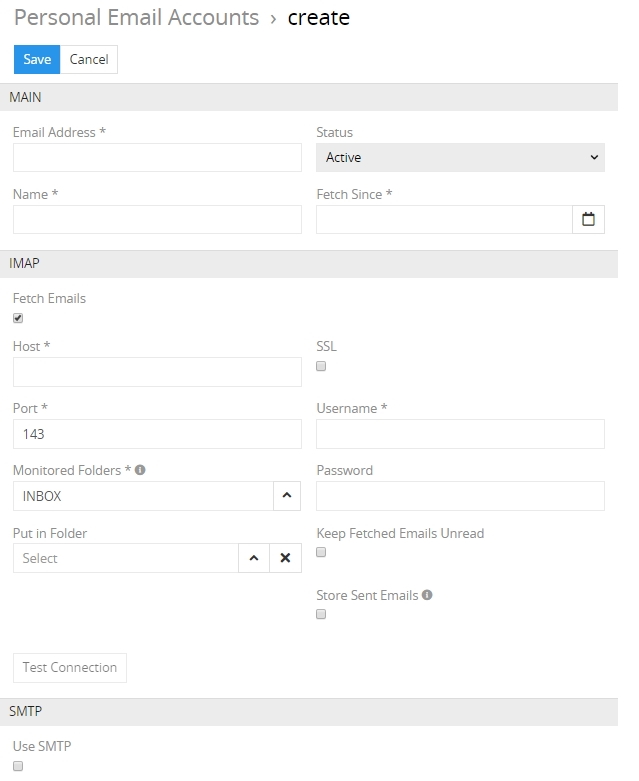 Personal Email Accounts › create
Save Cancel
MAIN
Email Address * Status
Active
Name * Fetch Since *
IMAP
Fetch Emails
Host * SSL
Port * Username *
143
Monitored Folders * Password
INBOX
Put in Folder Keep Fetched Emails Unread
Select
Store Sent Emails
Test Connection
SMTP
Use SMTP